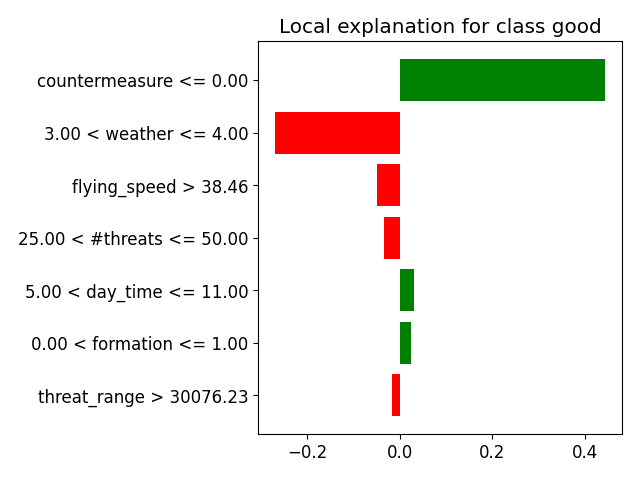 Local explanation for class good
countermeasure <= 0.00
3.00 < weather <= 4.00
flying_speed > 38.46
25.00 < #threats <= 50.00
5.00 < day_time <= 11.00
0.00 < formation <= 1.00
threat_range > 30076.23
−0.2 0.0 0.2 0.4